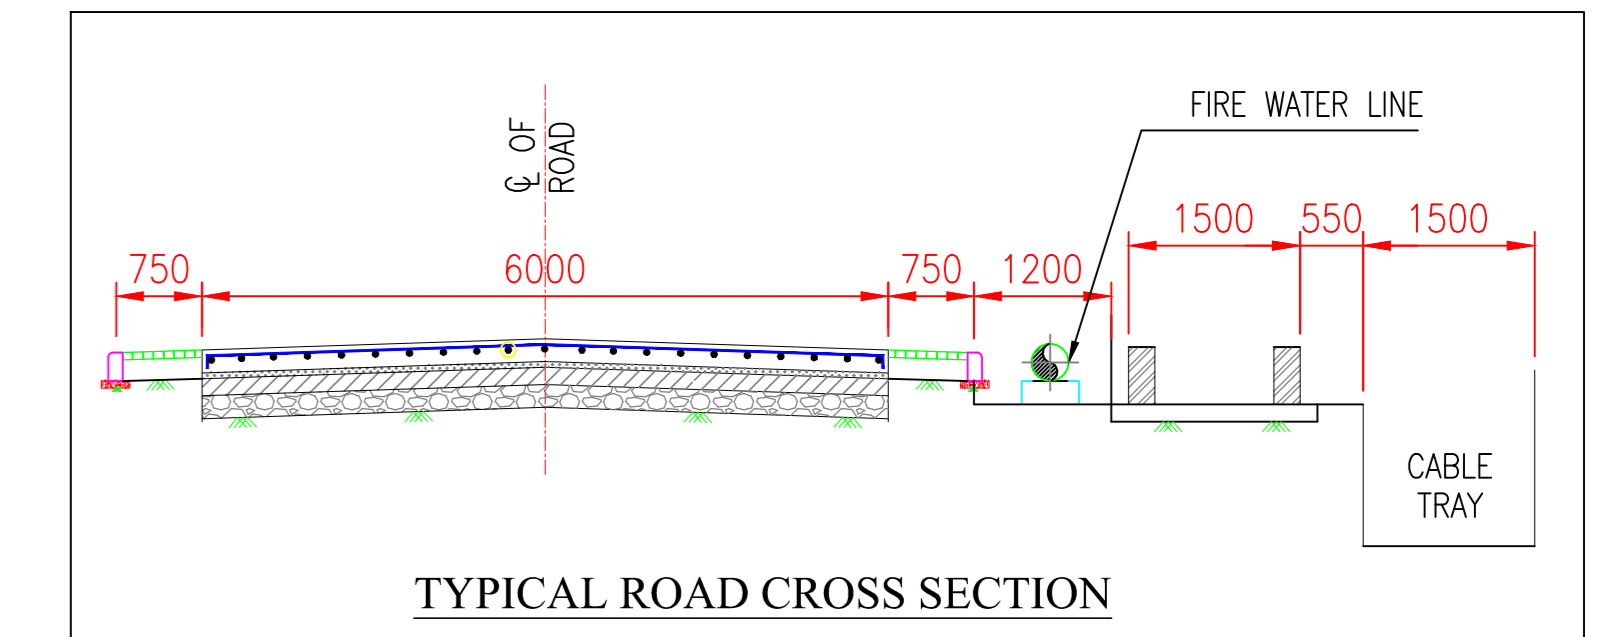 FIRE WATER LINE
℄ OF
ROAD
1500 550 1500
750 6000 750 1200
CABLE
TRAY
TYPICAL ROAD CROSS SECTION